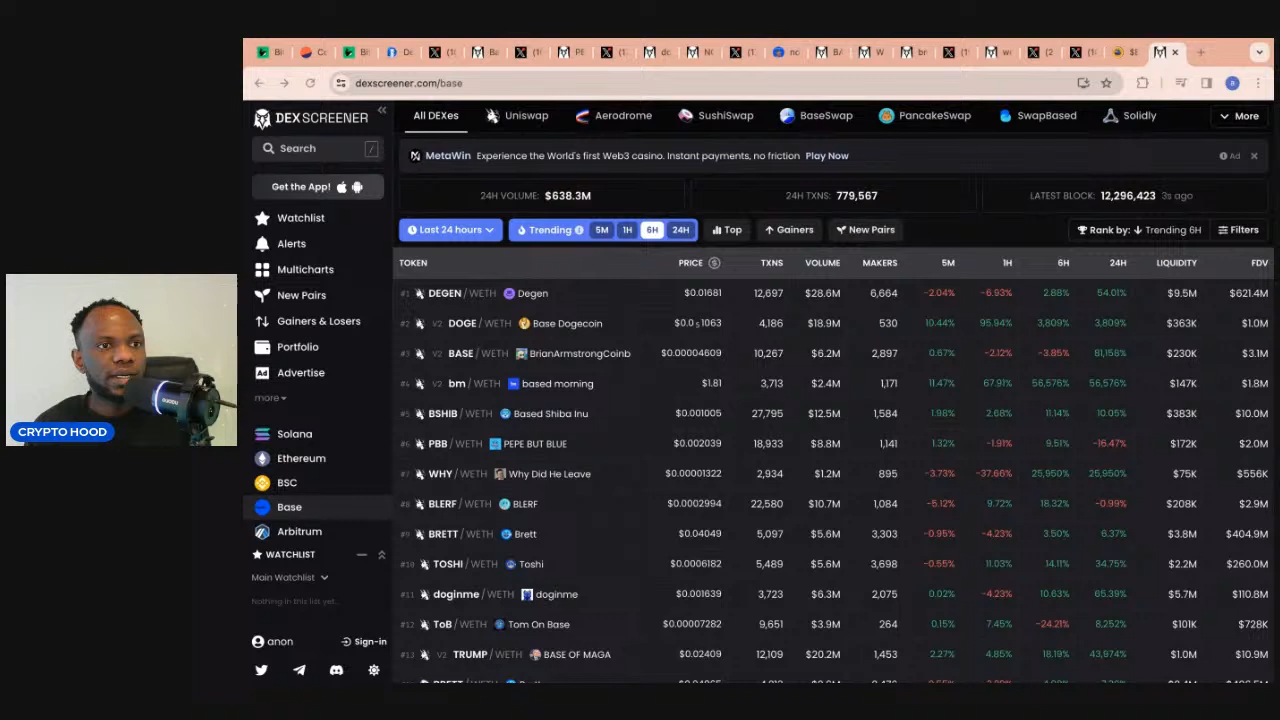 dexscreener.com/base
DEX SCREENER
Search /
Get the App!
Watchlist
Alerts
Multicharts
New Pairs
Gainers & Losers
Portfolio
Ad Advertise
more
Solana
Ethereum
BSC
Base
Arbitrum
WATCHLIST
Main Watchlist
Nothing in this list yet...
anon Sign-in
CRYPTO HOOD
All DEXes Uniswap Aerodrome SushiSwap BaseSwap PancakeSwap SwapBased Solidly More
MetaWin Experience the World's first Web3 casino. Instant payments, no friction Play Now Ad
24H VOLUME: $638.3M 24H TXNS: 779,567 LATEST BLOCK: 12,296,423 3s ago
Last 24 hours Trending 5M 1H 6H 24H Top Gainers New Pairs Rank by: Trending 6H Filters
TOKEN PRICE TXNS VOLUME MAKERS 5M 1H 6H 24H LIQUIDITY FDV
#1 DEGEN / WETH Degen $0.01681 12,697 $28.6M 6,664 -2.04% -6.93% 2.88% 54.01% $9.5M $621.4M
#2 V2 DOGE / WETH Base Dogecoin $0.0₅1063 4,186 $18.9M 530 10.44% 95.94% 3,809% 3,809% $363K $1.0M
#3 V2 BASE / WETH BrianArmstrongCoinb $0.00004609 10,267 $6.2M 2,897 0.67% -2.12% -3.85% 81,158% $230K $3.1M
#4 V2 bm / WETH based morning $1.81 3,713 $2.4M 1,171 11.47% 67.91% 56,576% 56,576% $147K $1.8M
#5 BSHIB / WETH Based Shiba Inu $0.001005 27,795 $12.5M 1,584 1.98% 2.68% 11.14% 10.05% $383K $10.0M
#6 PBB / WETH PEPE BUT BLUE $0.002039 18,933 $8.8M 1,141 1.32% -1.91% 9.51% -16.47% $172K $2.0M
#7 WHY / WETH Why Did He Leave $0.00001322 2,934 $1.2M 895 -3.73% -37.66% 25,950% 25,950% $75K $556K
#8 BLERF / WETH BLERF $0.0002994 22,580 $10.7M 1,084 -5.12% 9.72% 18.32% -0.99% $208K $2.9M
#9 BRETT / WETH Brett $0.04049 5,097 $5.6M 3,303 -0.95% -4.23% 3.50% 6.37% $3.8M $404.9M
#10 TOSHI / WETH Toshi $0.0006182 5,489 $5.6M 3,698 -0.55% 11.03% 14.11% 34.75% $2.2M $260.0M
#11 doginme / WETH doginme $0.001639 3,723 $6.3M 2,075 0.02% -4.23% 10.63% 65.39% $5.7M $110.8M
#12 ToB / WETH Tom On Base $0.00007282 9,651 $3.9M 264 0.15% 7.45% -24.21% 8,252% $101K $728K
#13 V2 TRUMP / WETH BASE OF MAGA $0.02409 12,109 $20.2M 1,453 2.27% 4.85% 18.19% 43,974% $1.0M $10.9M